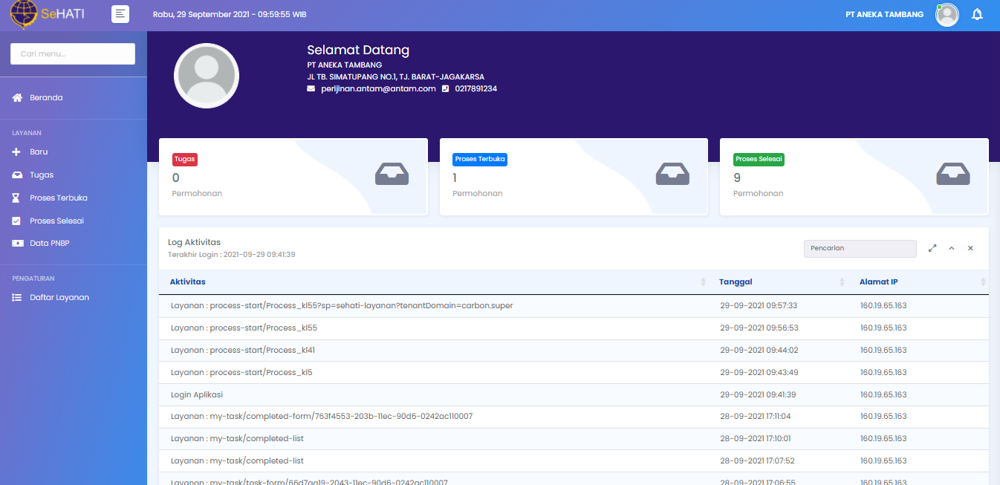 SeHATI
Rabu, 29 September 2021 - 09:59:55 WIB
PT ANEKA TAMBANG
Cari menu...
Beranda
LAYANAN
Baru
Tugas
Proses Terbuka
Proses Selesai
Data PNBP
PENGATURAN
Daftar Layanan
Selamat Datang
PT ANEKA TAMBANG
JL TB. SIMATUPANG NO.1, TJ. BARAT-JAGAKARSA
perijinan.antam@antam.com 0217891234
Tugas
0
Permohonan
Proses Terbuka
1
Permohonan
Proses Selesai
9
Permohonan
Log Aktivitas
Terakhir Login : 2021-09-29 09:41:39
Pencarian
Aktivitas Tanggal Alamat IP
Layanan : process-start/Process_kl55?sp=sehati-layanan?tenantDomain=carbon.super 29-09-2021 09:57:33 160.19.65.163
Layanan : process-start/Process_kl55 29-09-2021 09:56:53 160.19.65.163
Layanan : process-start/Process_kl41 29-09-2021 09:44:02 160.19.65.163
Layanan : process-start/Process_kl5 29-09-2021 09:43:49 160.19.65.163
Login Aplikasi 29-09-2021 09:41:39 160.19.65.163
Layanan : my-task/completed-form/763f4553-203b-11ec-90d6-0242ac110007 28-09-2021 17:11:04 160.19.65.163
Layanan : my-task/completed-list 28-09-2021 17:10:01 160.19.65.163
Layanan : my-task/completed-list 28-09-2021 17:07:52 160.19.65.163
Layanan : my-task/task-form/66d7aa19-2043-11ec-90d6-0242ac110007 28-09-2021 17:06:55 160.19.65.163